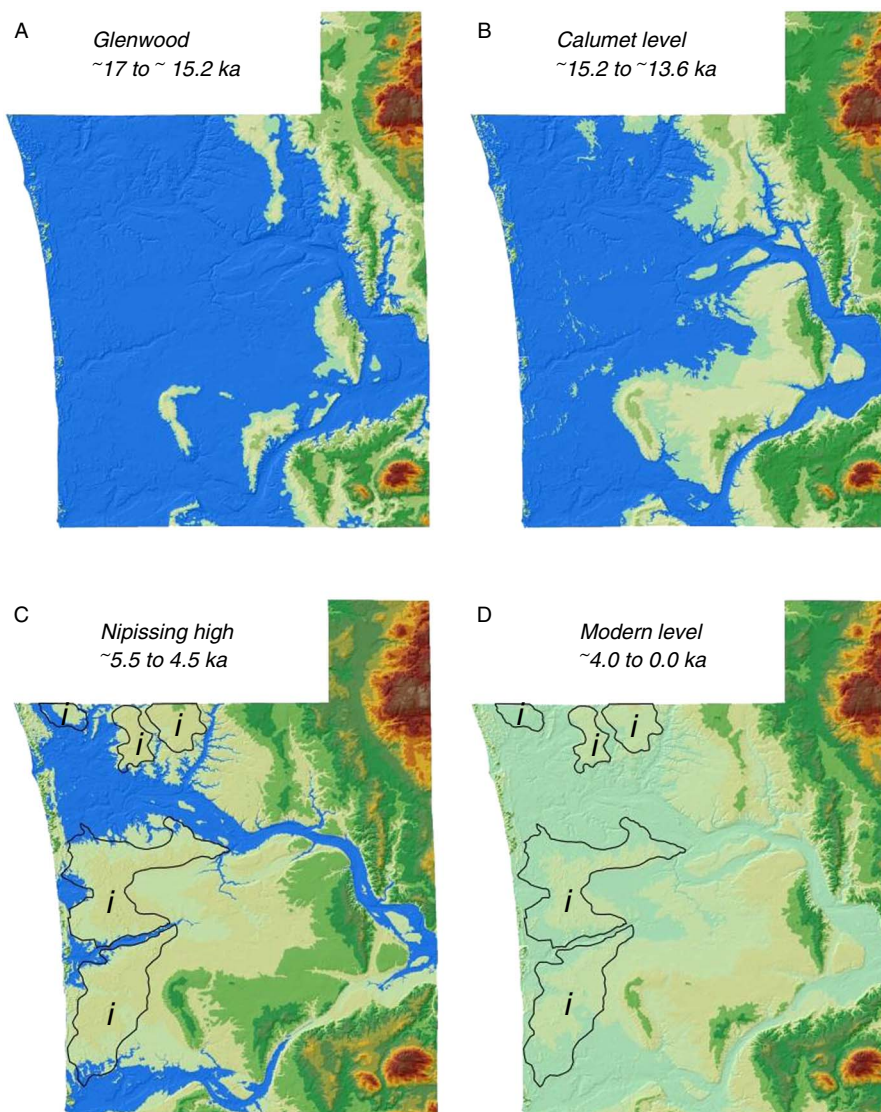 A
Glenwood
~17 to ~ 15.2 ka
B
Calumet level
~15.2 to ~13.6 ka
C
Nipissing high
~5.5 to 4.5 ka
i
i
i
i
i
D
Modern level
~4.0 to 0.0 ka
i
i
i
i
i